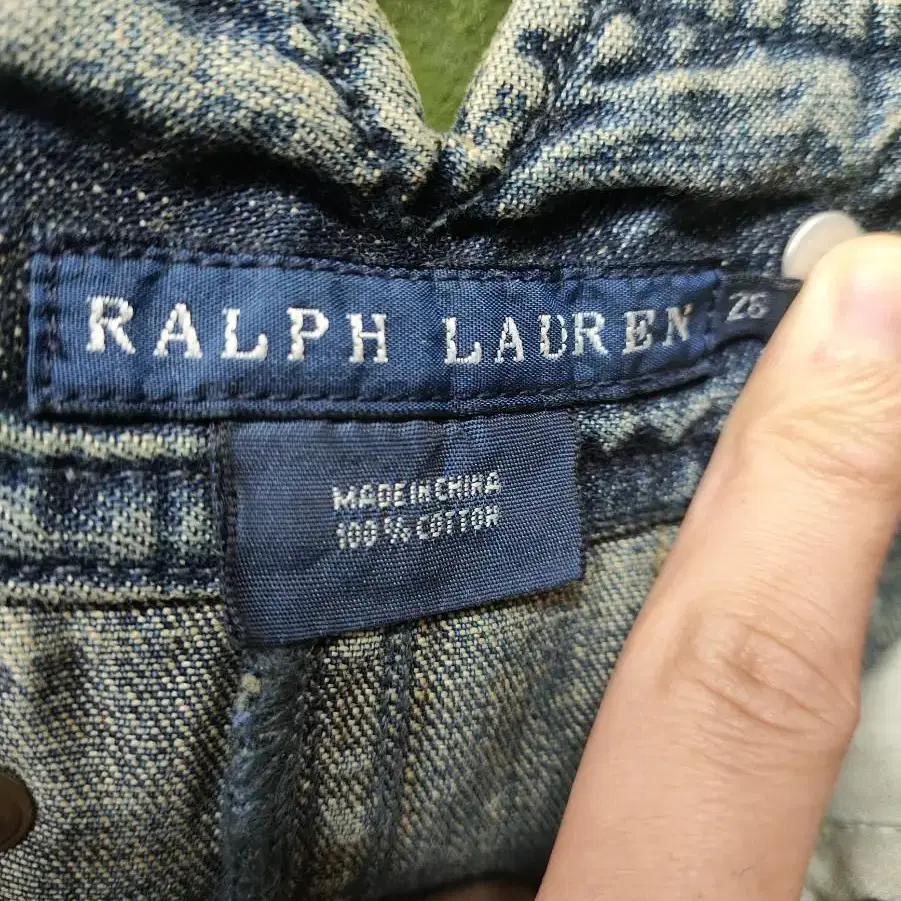 RALPH LAUREN
26
MADE IN CHINA
100% COTTON